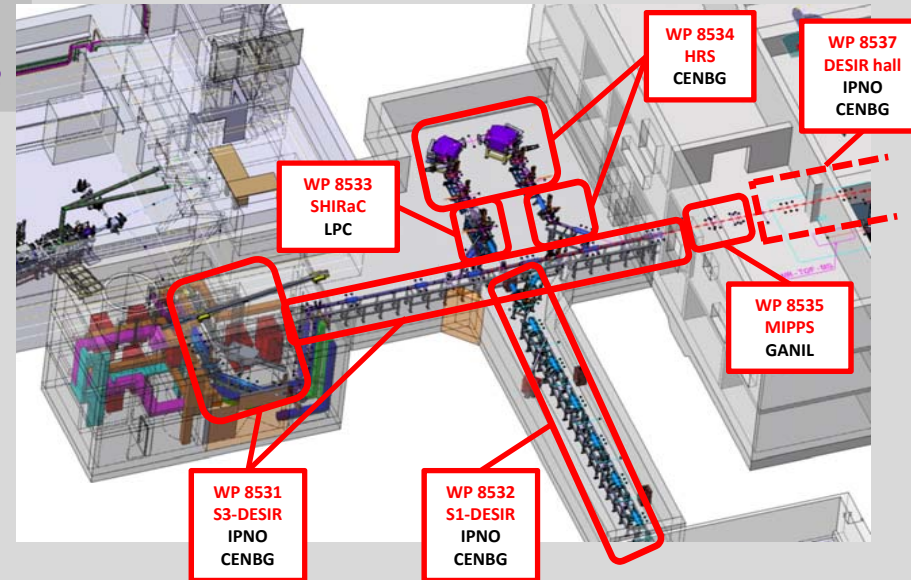 WP 8534
HRS
CENBG
WP 8537
DESIR hall
IPNO
CENBG
WP 8533
SHIRaC
LPC
WP 8535
MIPPS
GANIL
WP 8531
S3-DESIR
IPNO
CENBG
WP 8532
S1-DESIR
IPNO
CENBG